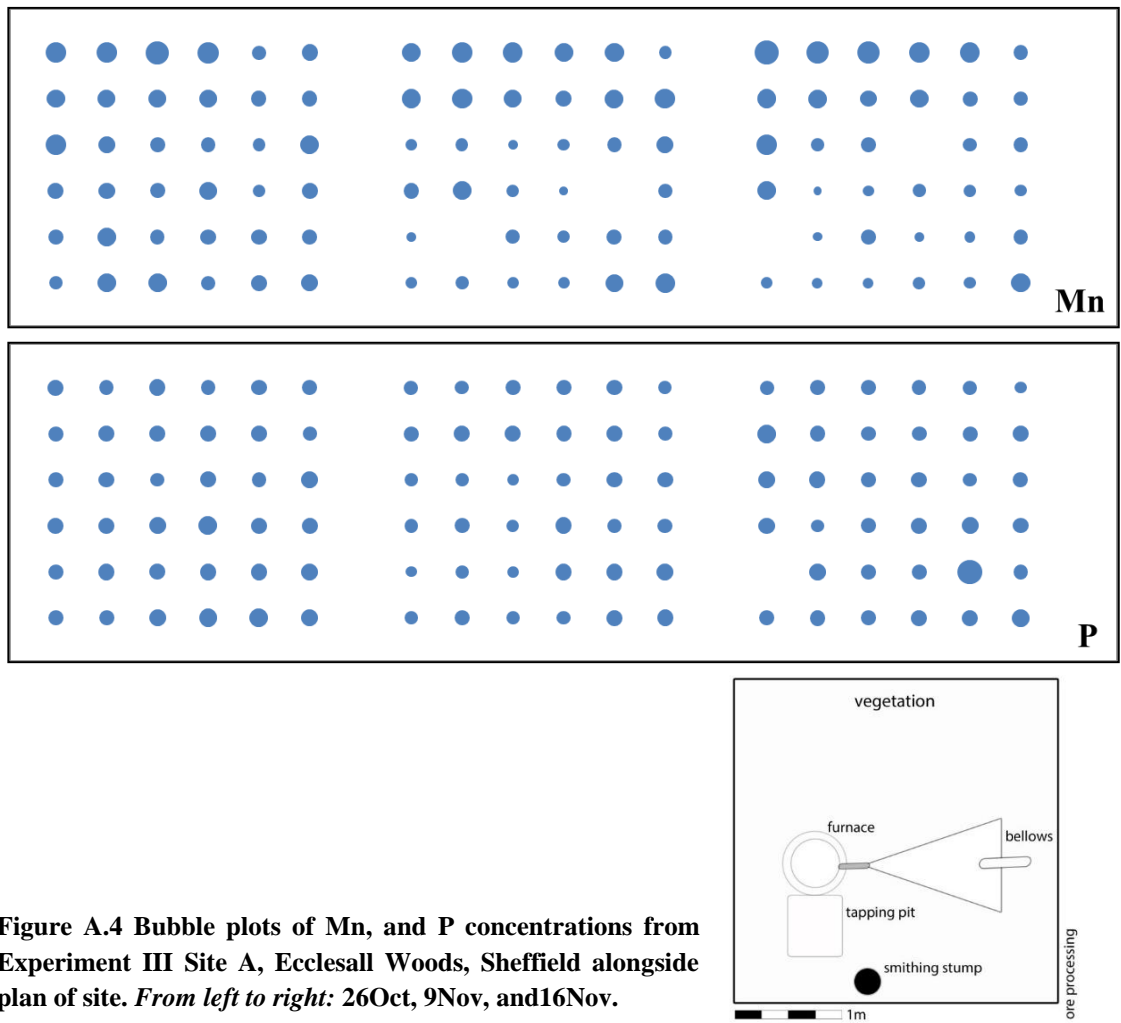 Mn
P
vegetation
furnace
bellows
tapping pit
smithing stump
ore processing
1m
Figure A.4 Bubble plots of Mn, and P concentrations from
Experiment III Site A, Ecclesall Woods, Sheffield alongside
plan of site. From left to right: 26Oct, 9Nov, and16Nov.